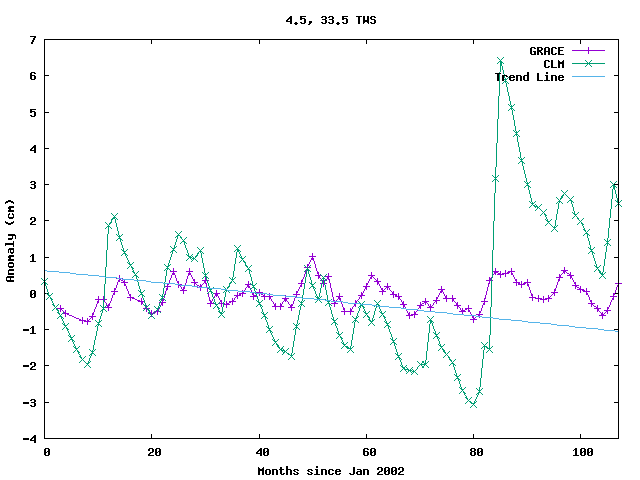 4.5, 33.5 TWS
GRACE
CLM
Trend Line
7
6
5
4
3
2
1
0
-1
-2
-3
-4
Anomaly (cm)
0 20 40 60 80 100
Months since Jan 2002